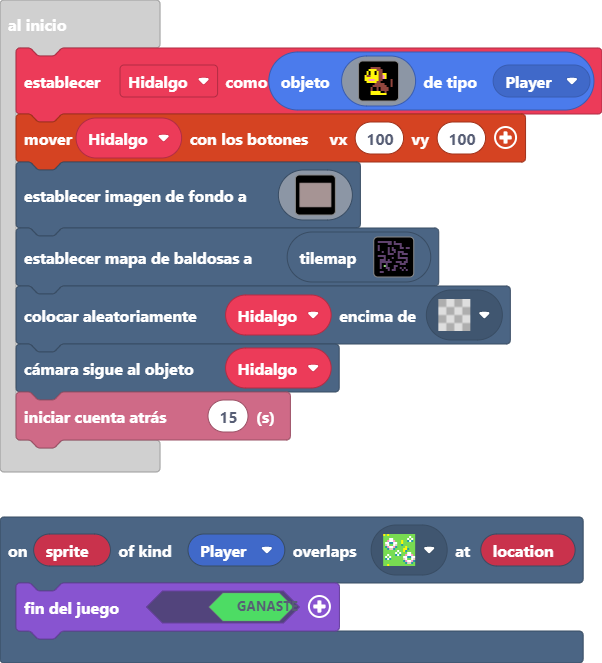 al inicio
establecer Hidalgo como objeto de tipo Player
mover Hidalgo con los botones vx 100 vy 100
establecer imagen de fondo a
establecer mapa de baldosas a tilemap
colocar aleatoriamente Hidalgo encima de
cámara sigue al objeto Hidalgo
iniciar cuenta atrás 15 (s)
on sprite of kind Player overlaps at location
fin del juego GANASTE